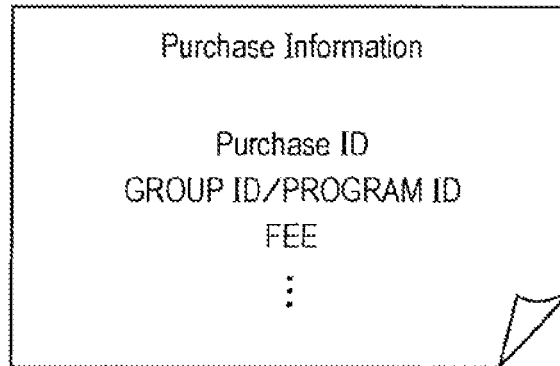 Purchase Information
Purchase ID
GROUP ID/PROGRAM ID
FEE
⋮